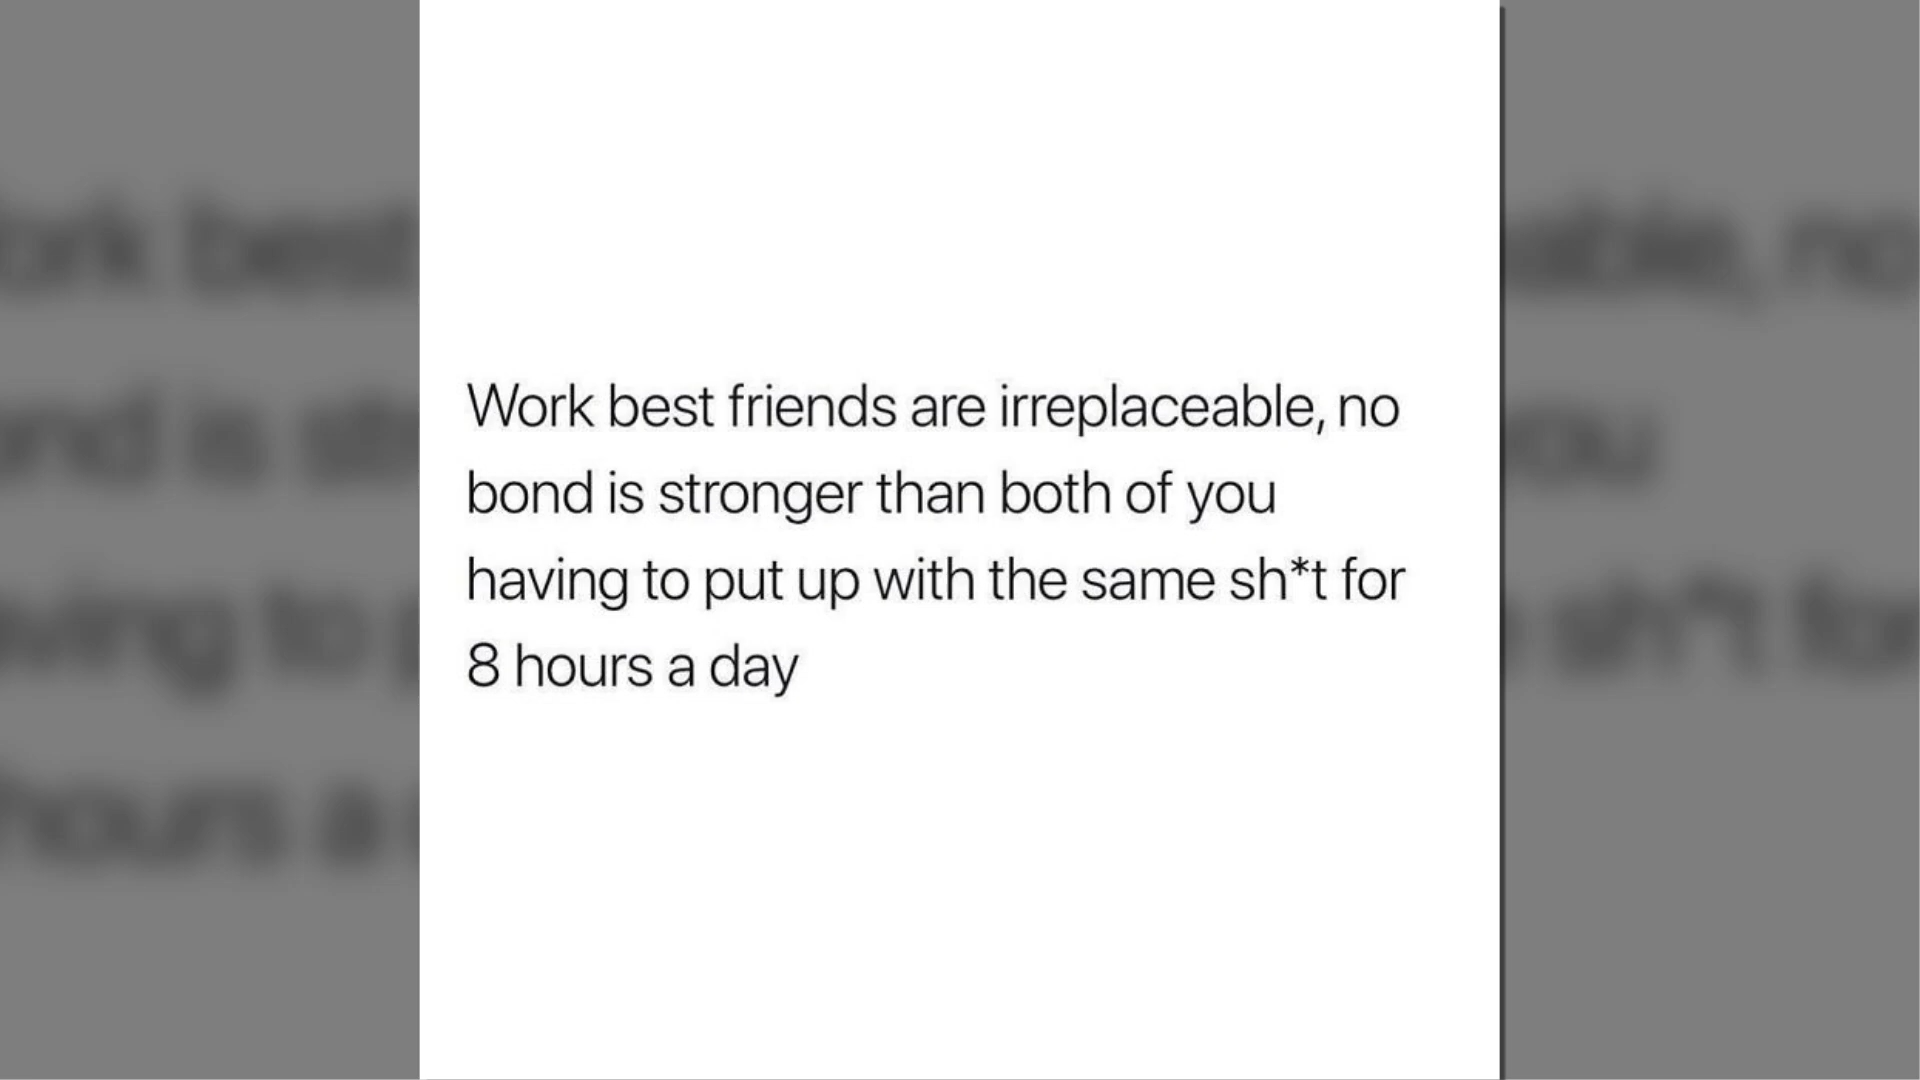 Work best friends are irreplaceable, no
bond is stronger than both of you
having to put up with the same sh*t for
8 hours a day